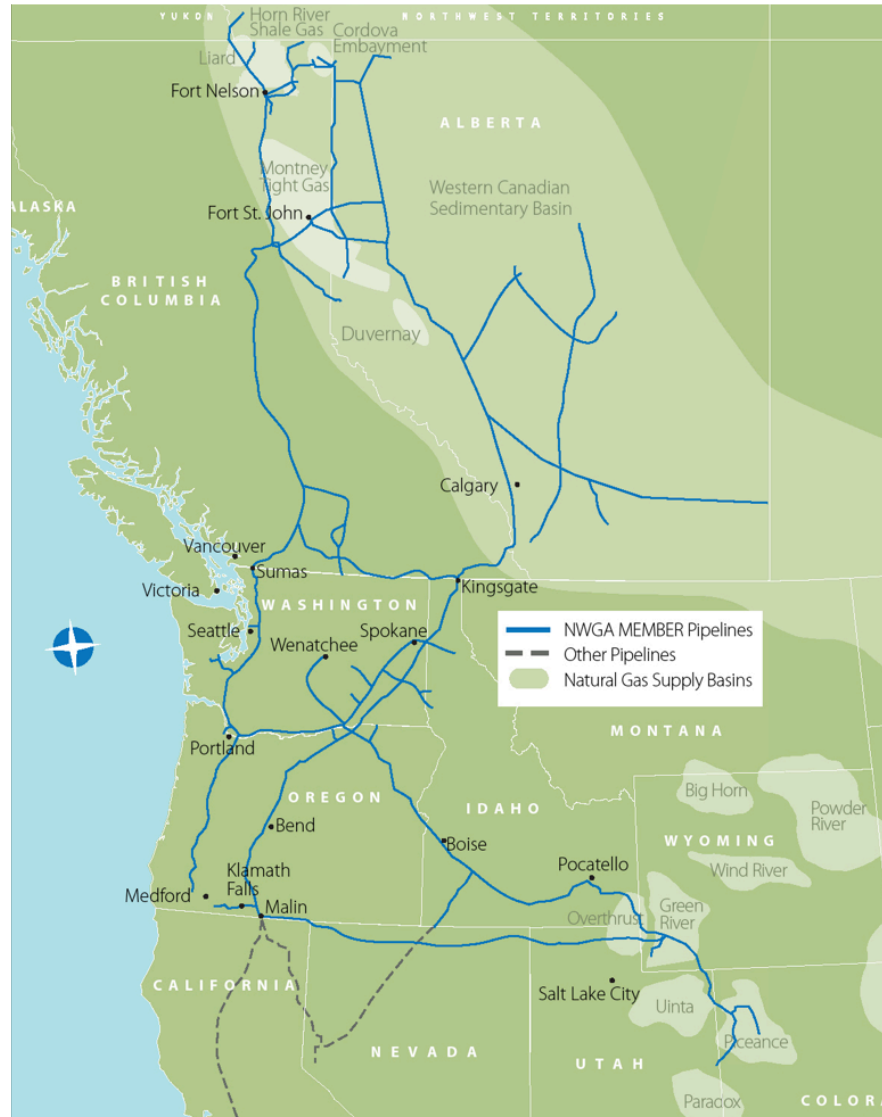 YUKON
Horn River
Shale Gas
NORTHWEST TERRITORIES
Cordova
Embayment
Liard
Fort Nelson
ALBERTA
Montney
Tight Gas
Western Canadian
Sedimentary Basin
ALASKA
Fort St. John
BRITISH
COLUMBIA
Duvernay
Calgary
Vancouver
Sumas
Kingsgate
Victoria
WASHINGTON
Seattle
Wenatchee
Spokane
NWGA MEMBER Pipelines
Other Pipelines
Natural Gas Supply Basins
MONTANA
Portland
Big Horn
Powder
River
OREGON
IDAHO
Bend
Boise
WYOMING
Wind River
Pocatello
Klamath
Falls
Medford
Malin
Overthrust
Green
River
CALIFORNIA
Salt Lake City
Uinta
Piceance
NEVADA
UTAH
Paradox
COLORA